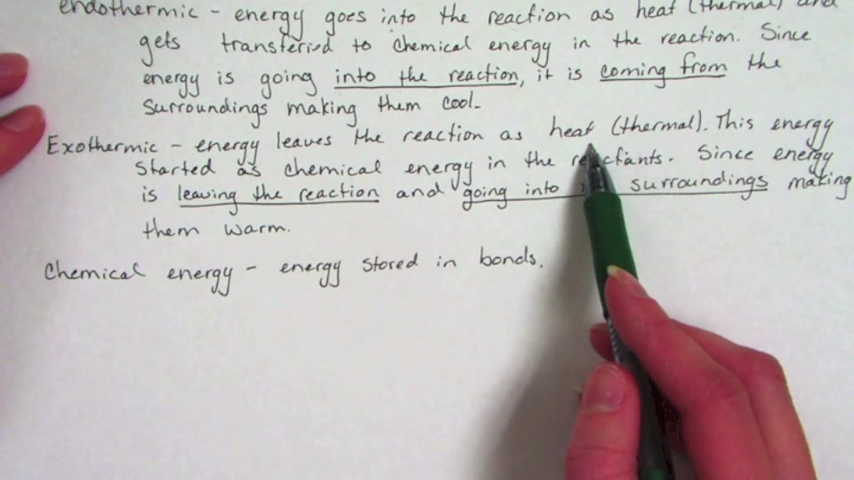 endothermic - energy goes into the reaction as heat (thermal) and
gets transferred to chemical energy in the reaction. Since
energy is going into the reaction, it is coming from the
surroundings making them cool.
Exothermic - energy leaves the reaction as heat (thermal). This energy
started as chemical energy in the reactants. Since energy
is leaving the reaction and going into surroundings making
them warm.
Chemical energy - energy stored in bonds.